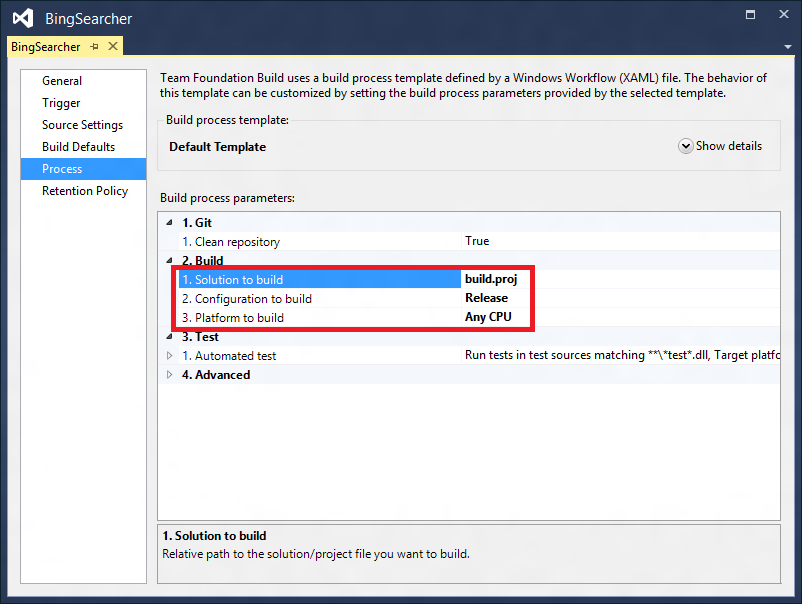 BingSearcher
BingSearcher
General
Trigger
Source Settings
Build Defaults
Process
Retention Policy
Team Foundation Build uses a build process template defined by a Windows Workflow (XAML) file. The behavior of
this template can be customized by setting the build process parameters provided by the selected template.
Build process template:
Default Template
Show details
Build process parameters:
1. Git
1. Clean repository True
2. Build
1. Solution to build build.proj
2. Configuration to build Release
3. Platform to build Any CPU
3. Test
1. Automated test Run tests in test sources matching **\*test*.dll, Target platfo
4. Advanced
1. Solution to build
Relative path to the solution/project file you want to build.